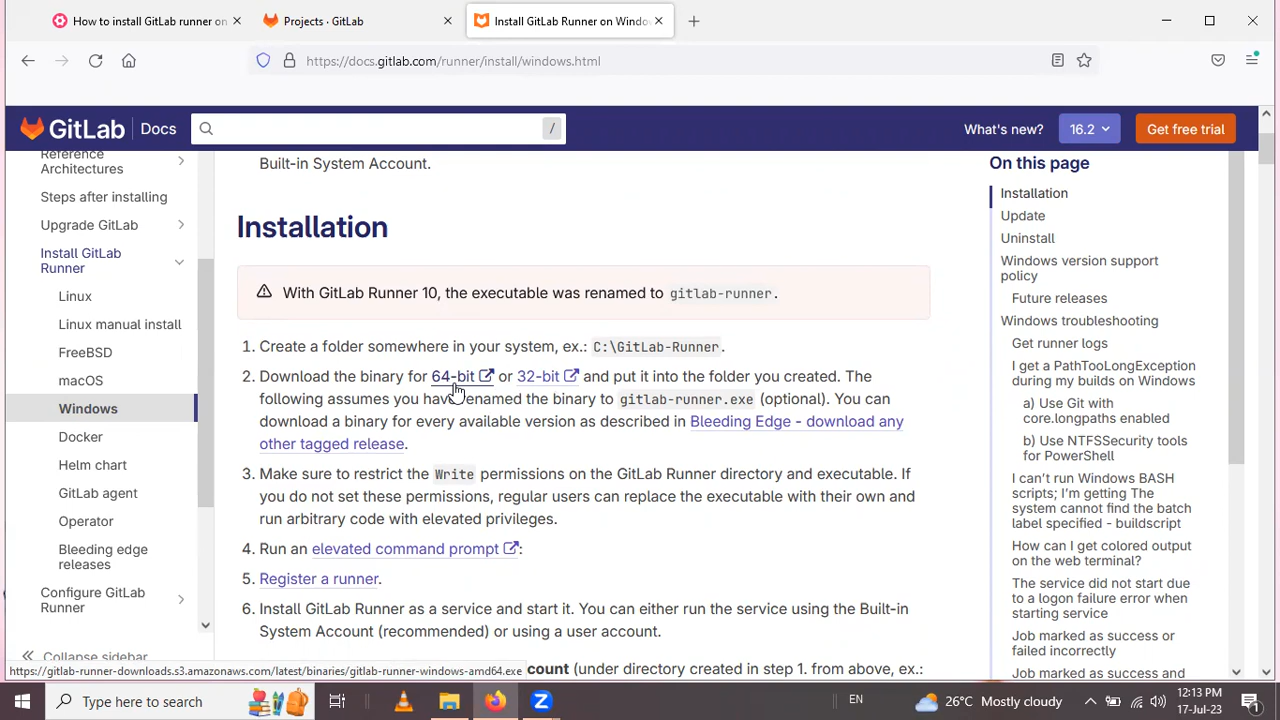 How to install GitLab runner on
Projects · GitLab
Install GitLab Runner on Windo
https://docs.gitlab.com/runner/install/windows.html
GitLab Docs
/
What's new?
16.2
Get free trial
Reference
Architectures
Steps after installing
Upgrade GitLab
Install GitLab
Runner
Linux
Linux manual install
FreeBSD
macOS
Windows
Docker
Helm chart
GitLab agent
Operator
Bleeding edge
releases
Configure GitLab
Runner
Collapse sidebar
Built-in System Account.
Installation
With GitLab Runner 10, the executable was renamed to gitlab-runner.
1. Create a folder somewhere in your system, ex.: C:\GitLab-Runner.
2. Download the binary for 64-bit or 32-bit and put it into the folder you created. The
following assumes you have renamed the binary to gitlab-runner.exe (optional). You can
download a binary for every available version as described in Bleeding Edge - download any
other tagged release.
3. Make sure to restrict the Write permissions on the GitLab Runner directory and executable. If
you do not set these permissions, regular users can replace the executable with their own and
run arbitrary code with elevated privileges.
4. Run an elevated command prompt:
5. Register a runner.
6. Install GitLab Runner as a service and start it. You can either run the service using the Built-in
System Account (recommended) or using a user account.
count (under directory created in step 1. from above, ex.:
On this page
Installation
Update
Uninstall
Windows version support
policy
Future releases
Windows troubleshooting
Get runner logs
I get a PathTooLongException
during my builds on Windows
a) Use Git with
core.longpaths enabled
b) Use NTFSSecurity tools
for PowerShell
I can't run Windows BASH
scripts; I'm getting The
system cannot find the batch
label specified - buildscript
How can I get colored output
on the web terminal?
The service did not start due
to a logon failure error when
starting service
Job marked as success or
failed incorrectly
Job marked as success or
https://gitlab-runner-downloads.s3.amazonaws.com/latest/binaries/gitlab-runner-windows-amd64.exe
Type here to search
EN
26°C Mostly cloudy
12:13 PM
17-Jul-23
1